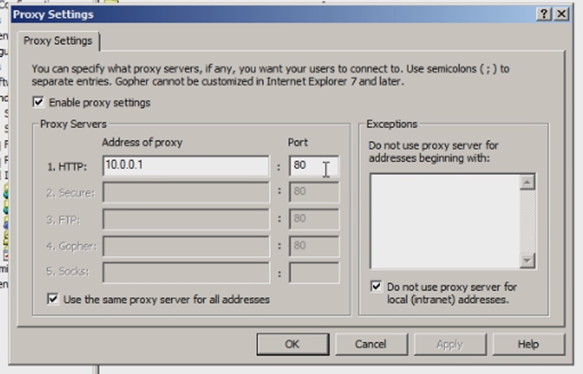 Proxy Settings
Proxy Settings
You can specify what proxy servers, if any, you want your users to connect to. Use semicolons ( ; ) to
separate entries. Gopher cannot be customized in Internet Explorer 7 and later.
Enable proxy settings
Proxy Servers
Address of proxy Port
1. HTTP: 10.0.0.1 : 80
2. Secure: : 80
3. FTP: : 80
4. Gopher: : 80
5. Socks: :
Use the same proxy server for all addresses
Exceptions
Do not use proxy server for
addresses beginning with:
Do not use proxy server for
local (intranet) addresses.
OK Cancel Apply Help